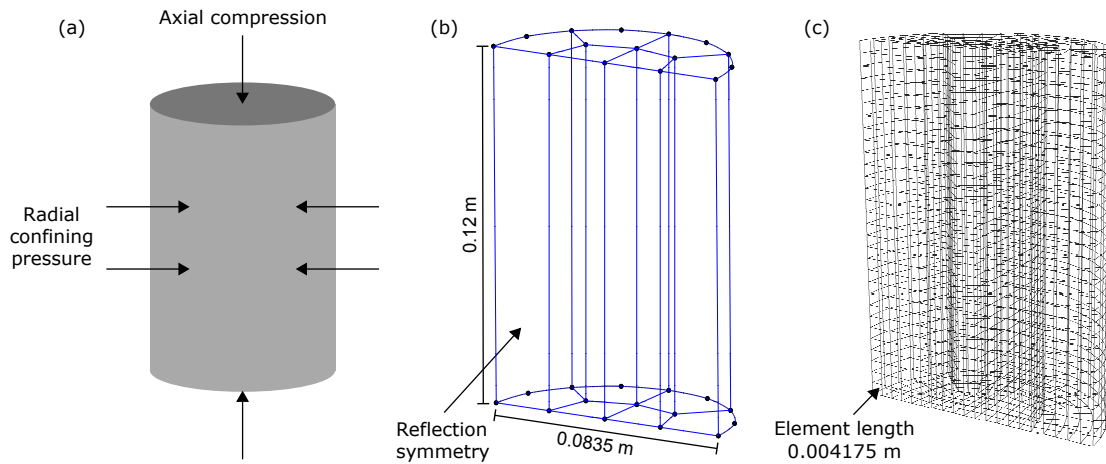 (a)
Axial compression
Radial
confining
pressure
(b)
0.12 m
0.0835 m
Reflection
symmetry
(c)
Element length
0.004175 m